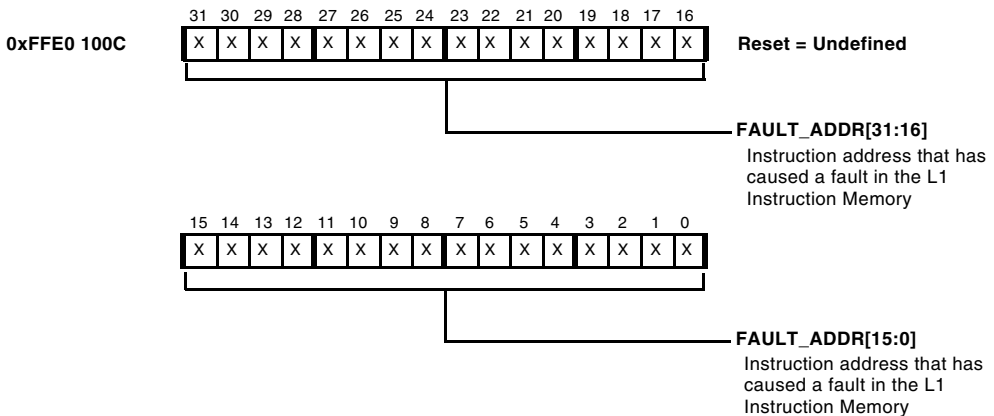 31 30 29 28 27 26 25 24 23 22 21 20 19 18 17 16
0xFFE0 100C X X X X X X X X X X X X X X X X Reset = Undefined
FAULT_ADDR[31:16]
Instruction address that has
caused a fault in the L1
Instruction Memory
15 14 13 12 11 10 9 8 7 6 5 4 3 2 1 0
X X X X X X X X X X X X X X X X
FAULT_ADDR[15:0]
Instruction address that has
caused a fault in the L1
Instruction Memory